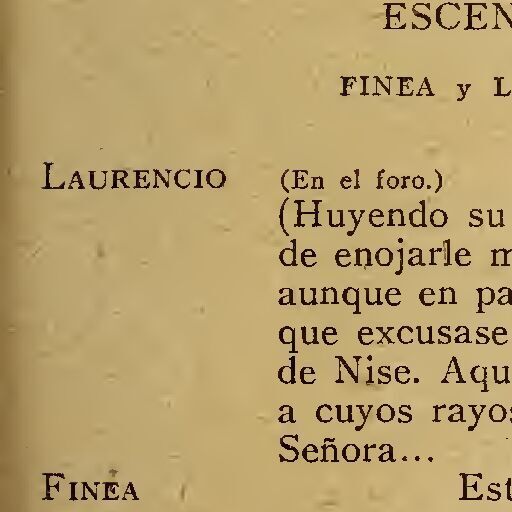 ESCEN
FINEA y L
LAURENCIO (En el foro.)
(Huyendo su
de enojarle m
aunque en pa
que excusase
de Nise. Aqu
a cuyos rayos
Señora...
FINEA Est